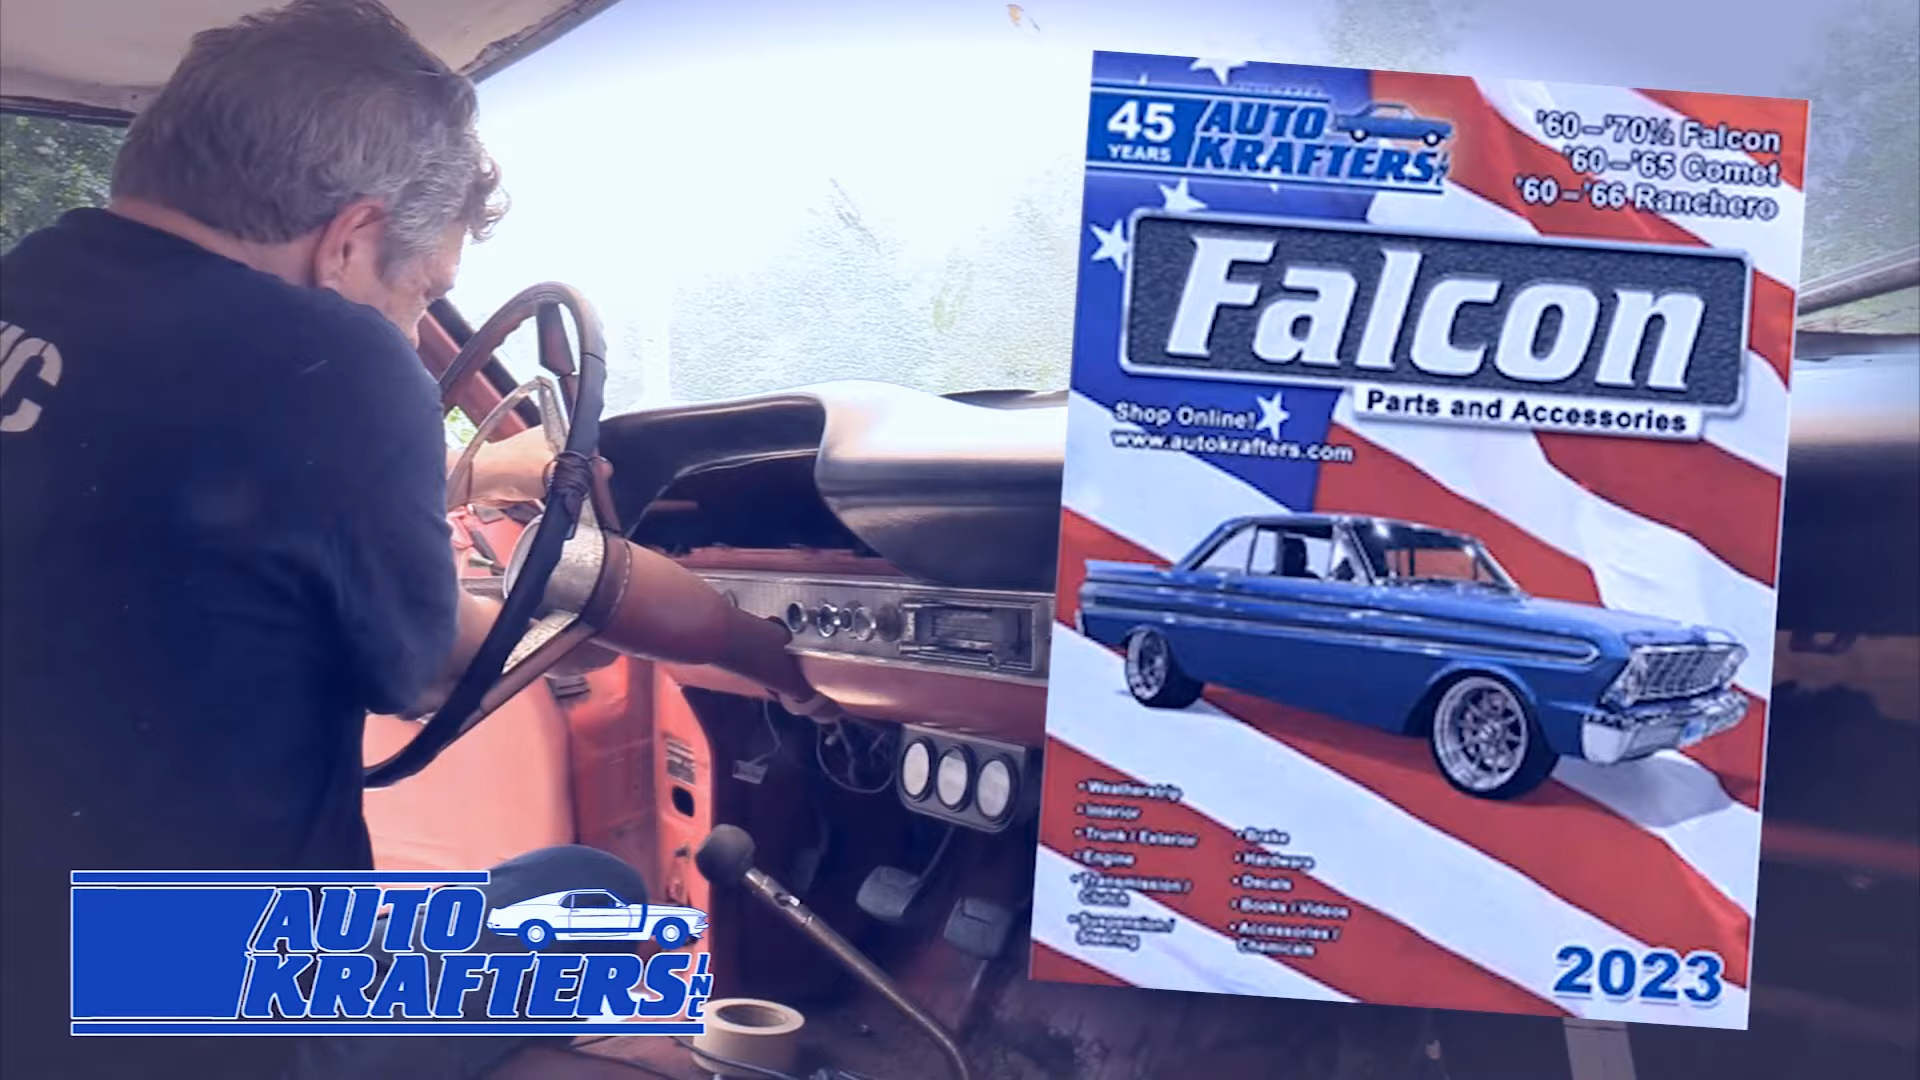 45
YEARS
AUTO
KRAFTERS INC
'60–'70½ Falcon
'60–'65 Comet
'60–'66 Ranchero
Falcon
Parts and Accessories
Shop Online!
www.autokrafters.com
• Weatherstrip
• Interior
• Trunk / Exterior
• Engine
• Transmission /
Clutch
• Suspension /
Steering
• Brake
• Hardware
• Decals
• Books / Videos
• Accessories /
Chemicals
2023
AUTO
KRAFTERS INC